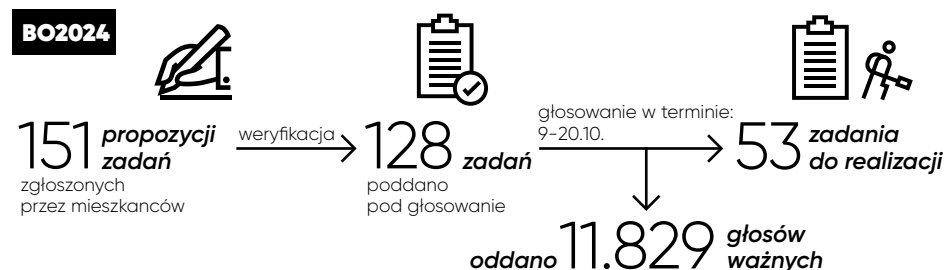 BO2024
151 propozycji
zadań
zgłoszonych
przez mieszkanców
weryfikacja
128 zadań
poddano
pod głosowanie
głosowanie w terminie:
9-20.10.
53 zadania
do realizacji
oddano 11.829 głosów
ważnych